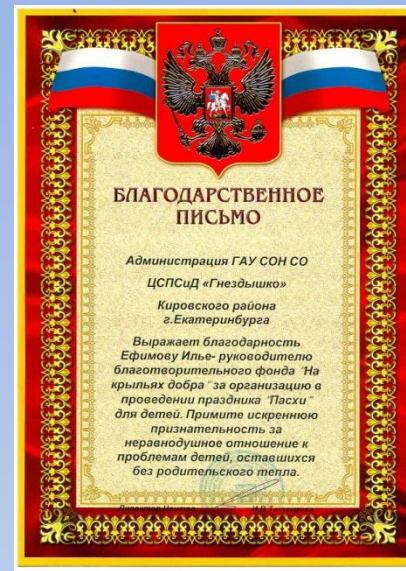 БЛАГОДАРСТВЕННОЕ
ПИСЬМО
Администрация ГАУ СОН СО
ЦСПСиД «Гнездышко»
Кировского района
г.Екатеринбурга
Выражает благодарность
Ефимову Илье- руководителю
благотворительного фонда "На
крыльях добра" за организацию в
проведении праздника "Пасхи"
для детей. Примите искреннюю
признательность за
неравнодушное отношение к
проблемам детей, оставшихся
без родительского тепла.
Директор Центра